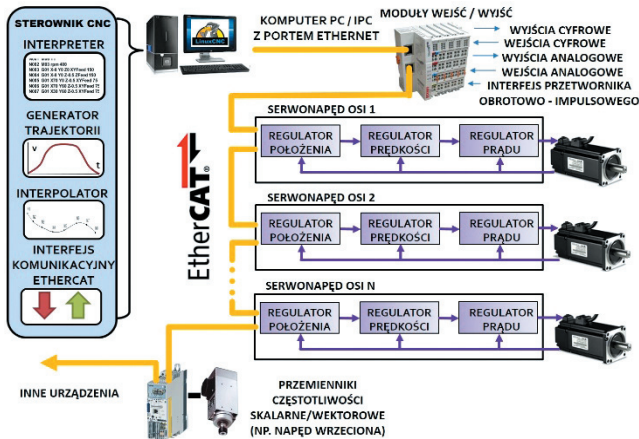 STEROWNIK CNC
INTERPRETER
GENERATOR
TRAJEKTORII
v
t
INTERPOLATOR
INTERFEJS
KOMUNIKACYJNY
ETHERCAT
LinuxCNC
KOMPUTER PC / IPC
Z PORTEM ETHERNET
MODUŁY WEJŚĆ / WYJŚĆ
WYJŚCIA CYFROWE
WEJŚCIA CYFROWE
WYJŚCIA ANALOGOWE
WEJŚCIA ANALOGOWE
INTERFEJS PRZETWORNIKA
OBROTOWO - IMPULSOWEGO
EtherCAT
SERWONAPĘD OSI 1
REGULATOR
POŁOŻENIA
REGULATOR
PRĘDKOŚCI
REGULATOR
PRĄDU
SERWONAPĘD OSI 2
REGULATOR
POŁOŻENIA
REGULATOR
PRĘDKOŚCI
REGULATOR
PRĄDU
SERWONAPĘD OSI N
REGULATOR
POŁOŻENIA
REGULATOR
PRĘDKOŚCI
REGULATOR
PRĄDU
INNE URZĄDZENIA
PRZEMIENNIKI
CZĘSTOTLIWOŚCI
SKALARNE/WEKTOROWE
(NP. NAPĘD WRZECIONA)